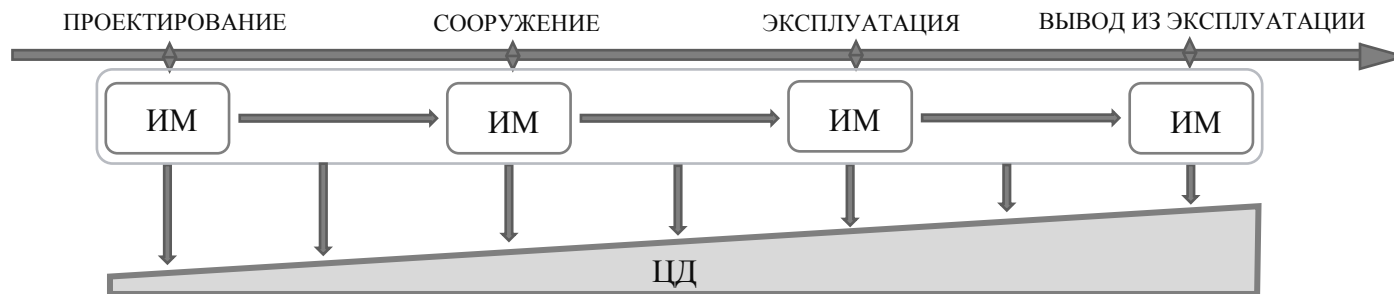 ПРОЕКТИРОВАНИЕ СООРУЖЕНИЕ ЭКСПЛУАТАЦИЯ ВЫВОД ИЗ ЭКСПЛУАТАЦИИ
ИМ ИМ ИМ ИМ
ЦД